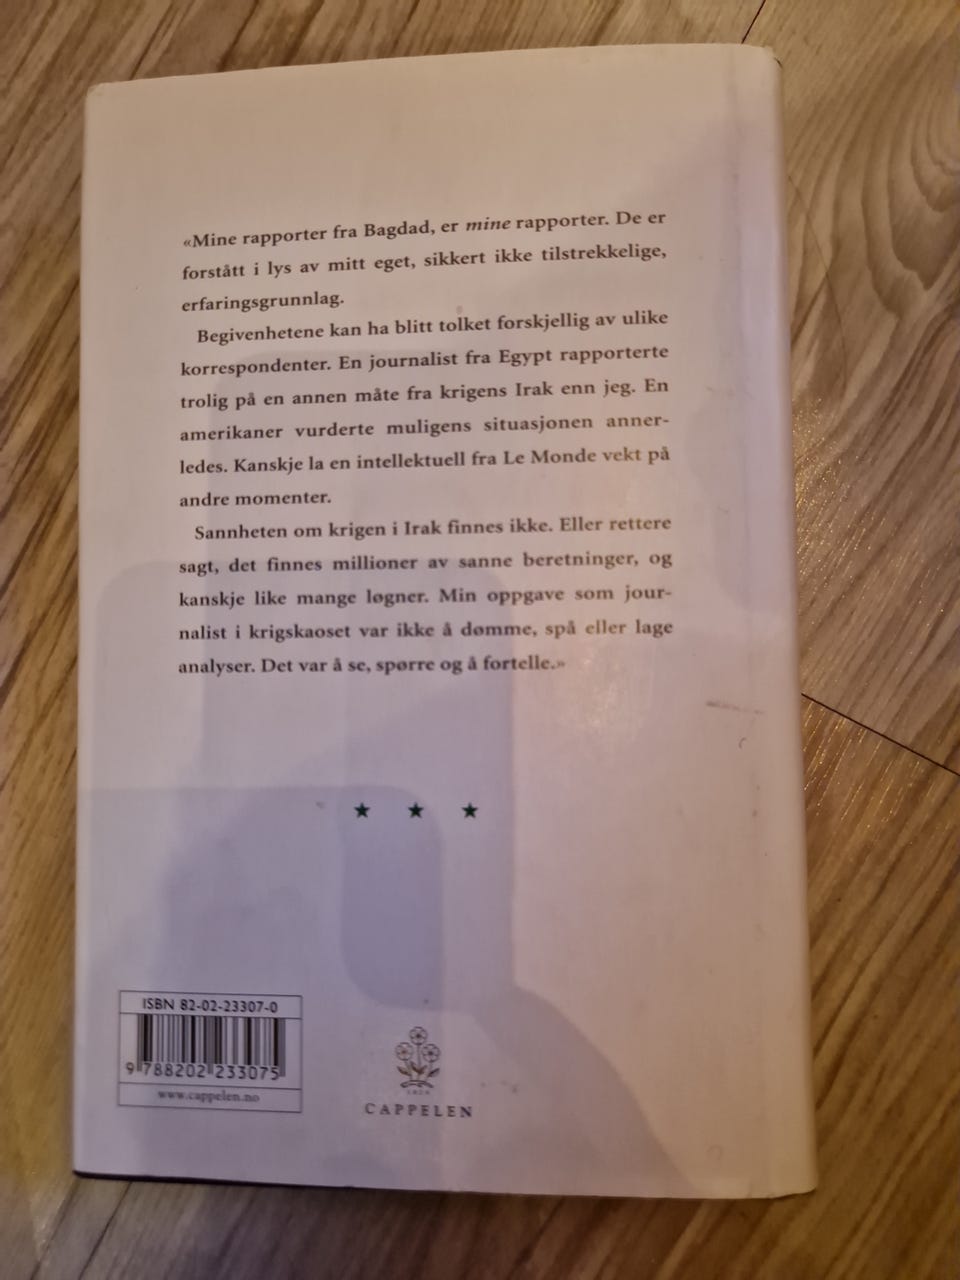 «Mine rapporter fra Bagdad, er mine rapporter. De er
forstått i lys av mitt eget, sikkert ikke tilstrekkelige,
erfaringsgrunnlag.
Begivenhetene kan ha blitt tolket forskjellig av ulike
korrespondenter. En journalist fra Egypt rapporterte
trolig på en annen måte fra krigens Irak enn jeg. En
amerikaner vurderte muligens situasjonen anner-
ledes. Kanskje la en intellektuell fra Le Monde vekt på
andre momenter.
Sannheten om krigen i Irak finnes ikke. Eller rettere
sagt, det finnes millioner av sanne beretninger, og
kanskje like mange løgner. Min oppgave som jour-
nalist i krigskaoset var ikke å dømme, spå eller lage
analyser. Det var å se, spørre og å fortelle.»
★ ★ ★
ISBN 82-02-23307-0
9 788202 233075
www.cappelen.no
CAPPELEN